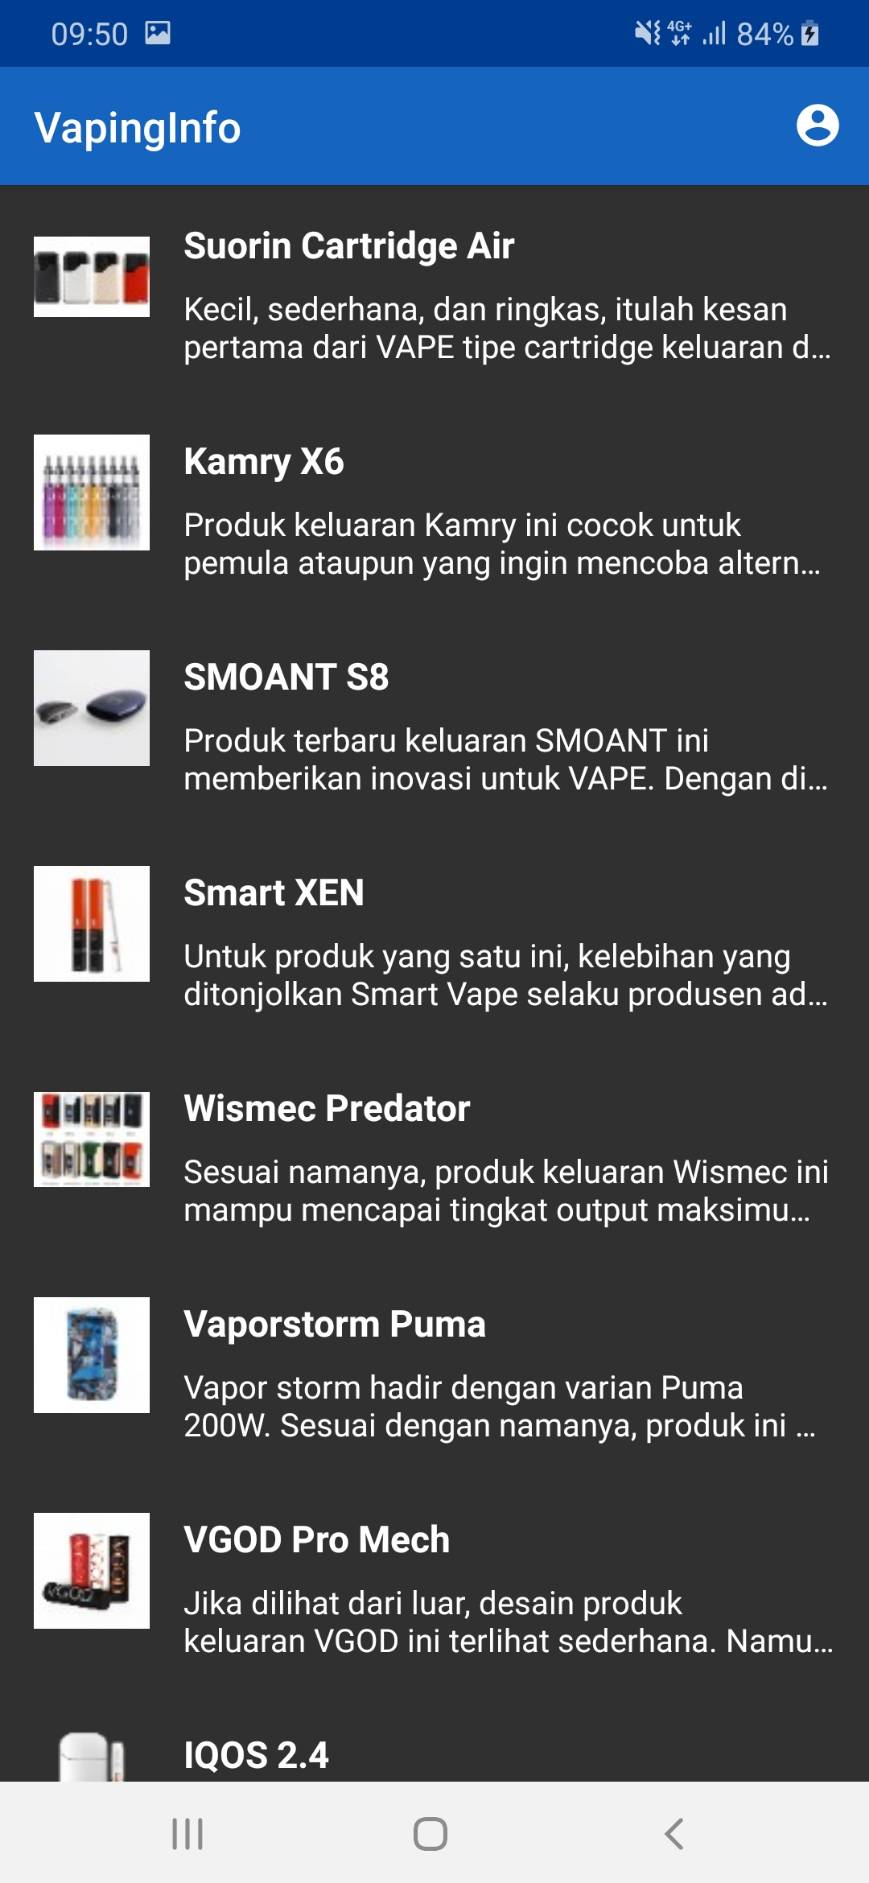 09:50 4G+ 84%
VapingInfo
Suorin Cartridge Air
Kecil, sederhana, dan ringkas, itulah kesan
pertama dari VAPE tipe cartridge keluaran d...
Kamry X6
Produk keluaran Kamry ini cocok untuk
pemula ataupun yang ingin mencoba altern...
SMOANT S8
Produk terbaru keluaran SMOANT ini
memberikan inovasi untuk VAPE. Dengan di...
Smart XEN
Untuk produk yang satu ini, kelebihan yang
ditonjolkan Smart Vape selaku produsen ad...
Wismec Predator
Sesuai namanya, produk keluaran Wismec ini
mampu mencapai tingkat output maksimu...
Vaporstorm Puma
Vapor storm hadir dengan varian Puma
200W. Sesuai dengan namanya, produk ini ...
VGOD Pro Mech
VGOD
Jika dilihat dari luar, desain produk
keluaran VGOD ini terlihat sederhana. Namu...
IQOS 2.4